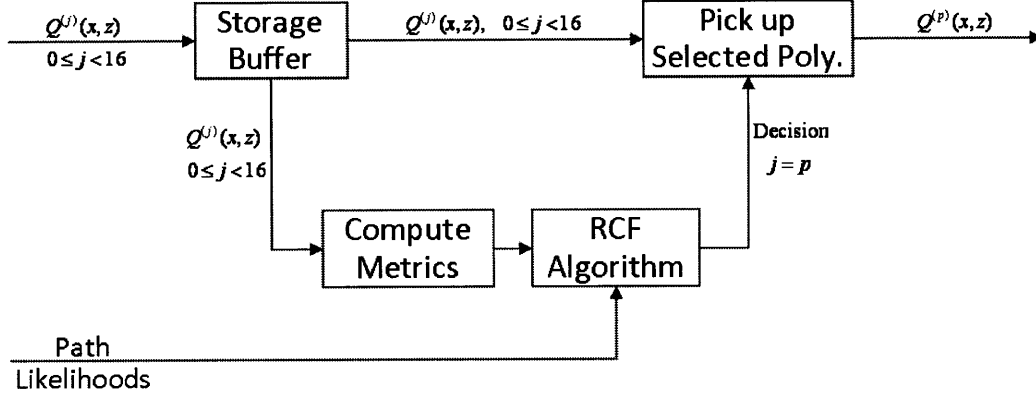 Q^(j)(x,z)
0≤j<16
Storage
Buffer
Q^(j)(x,z), 0≤j<16
Pick up
Selected Poly.
Q^(p)(x,z)
Q^(j)(x,z)
0≤j<16
Decision
j=p
Compute
Metrics
RCF
Algorithm
Path
Likelihoods